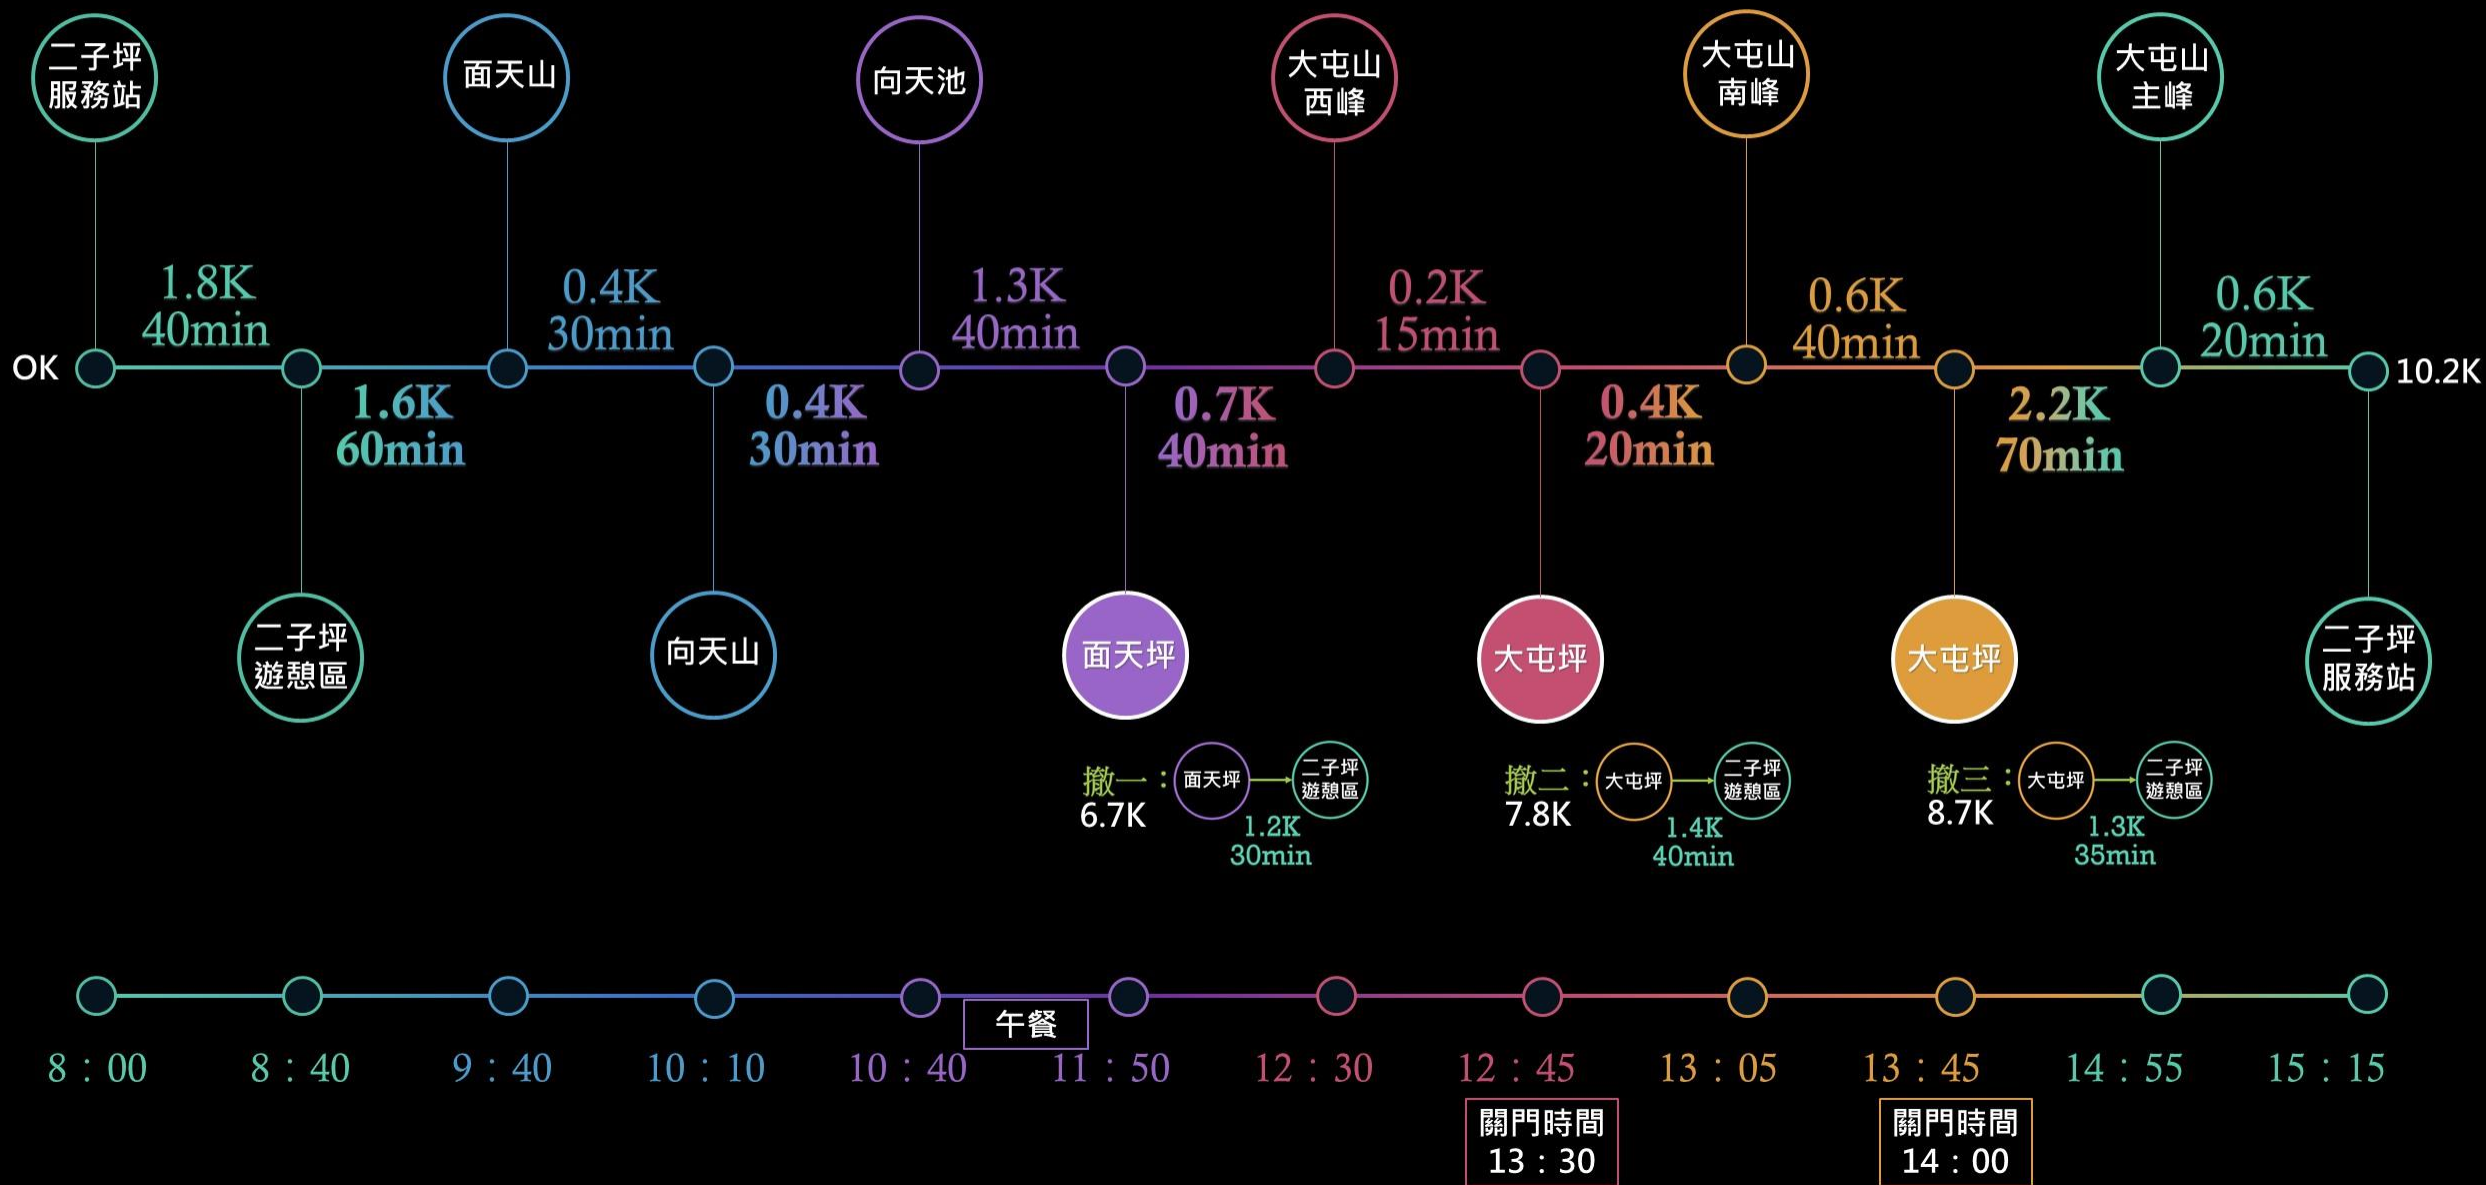 二子坪
服務站
面天山
向天池
大屯山
西峰
大屯山
南峰
大屯山
主峰
1.8K
40min
0.4K
30min
1.3K
40min
0.2K
15min
0.6K
40min
0.6K
20min
OK
10.2K
1.6K
60min
0.4K
30min
0.7K
40min
0.4K
20min
2.2K
70min
二子坪
遊憩區
向天山
面天坪
大屯坪
大屯坪
二子坪
服務站
撤一：
6.7K
面天坪
二子坪
遊憩區
1.2K
30min
撤二：
7.8K
大屯坪
二子坪
遊憩區
1.4K
40min
撤三：
8.7K
大屯坪
二子坪
遊憩區
1.3K
35min
午餐
8：00
8：40
9：40
10：10
10：40
11：50
12：30
12：45
13：05
13：45
14：55
15：15
關門時間
13：30
關門時間
14：00